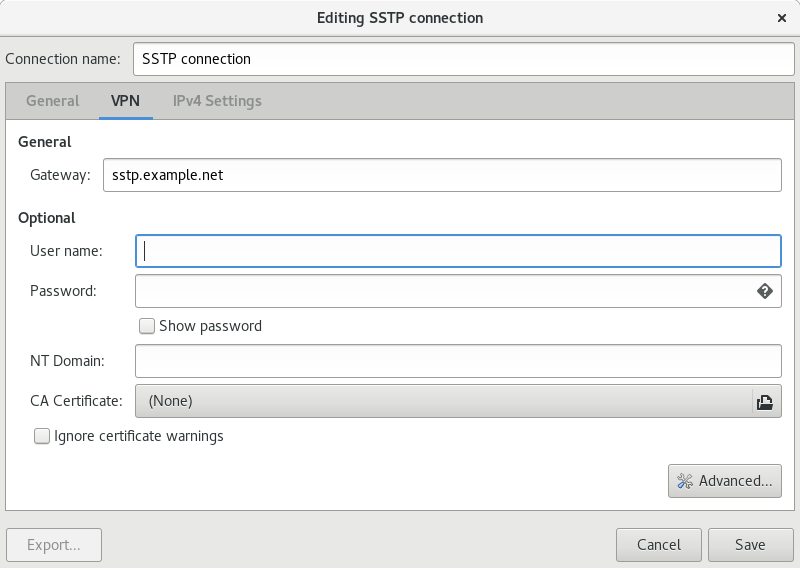 Editing SSTP connection
Connection name: SSTP connection
General VPN IPv4 Settings
General
Gateway: sstp.example.net
Optional
User name:
Password:
Show password
NT Domain:
CA Certificate: (None)
Ignore certificate warnings
Advanced...
Export... Cancel Save